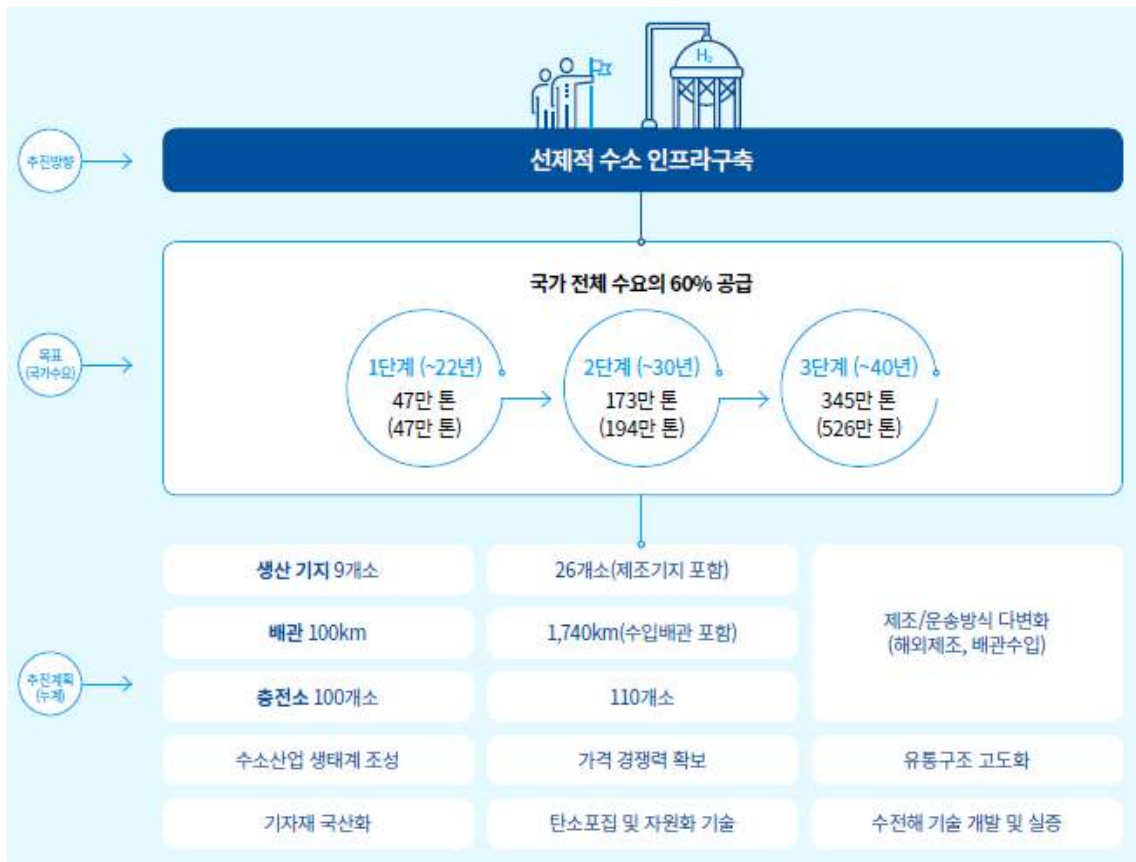 H₂
추진방향
선제적 수소 인프라구축
국가 전체 수요의 60% 공급
목표
(국가수요)
1단계 (~22년)
47만 톤
(47만 톤)
2단계 (~30년)
173만 톤
(194만 톤)
3단계 (~40년)
345만 톤
(526만 톤)
추진계획
(누계)
생산 기지 9개소
26개소(제조기지 포함)
제조/운송방식 다변화
(해외제조, 배관수입)
배관 100km
1,740km(수입배관 포함)
충전소 100개소
110개소
수소산업 생태계 조성
가격 경쟁력 확보
유통구조 고도화
기자재 국산화
탄소포집 및 자원화 기술
수전해 기술 개발 및 실증